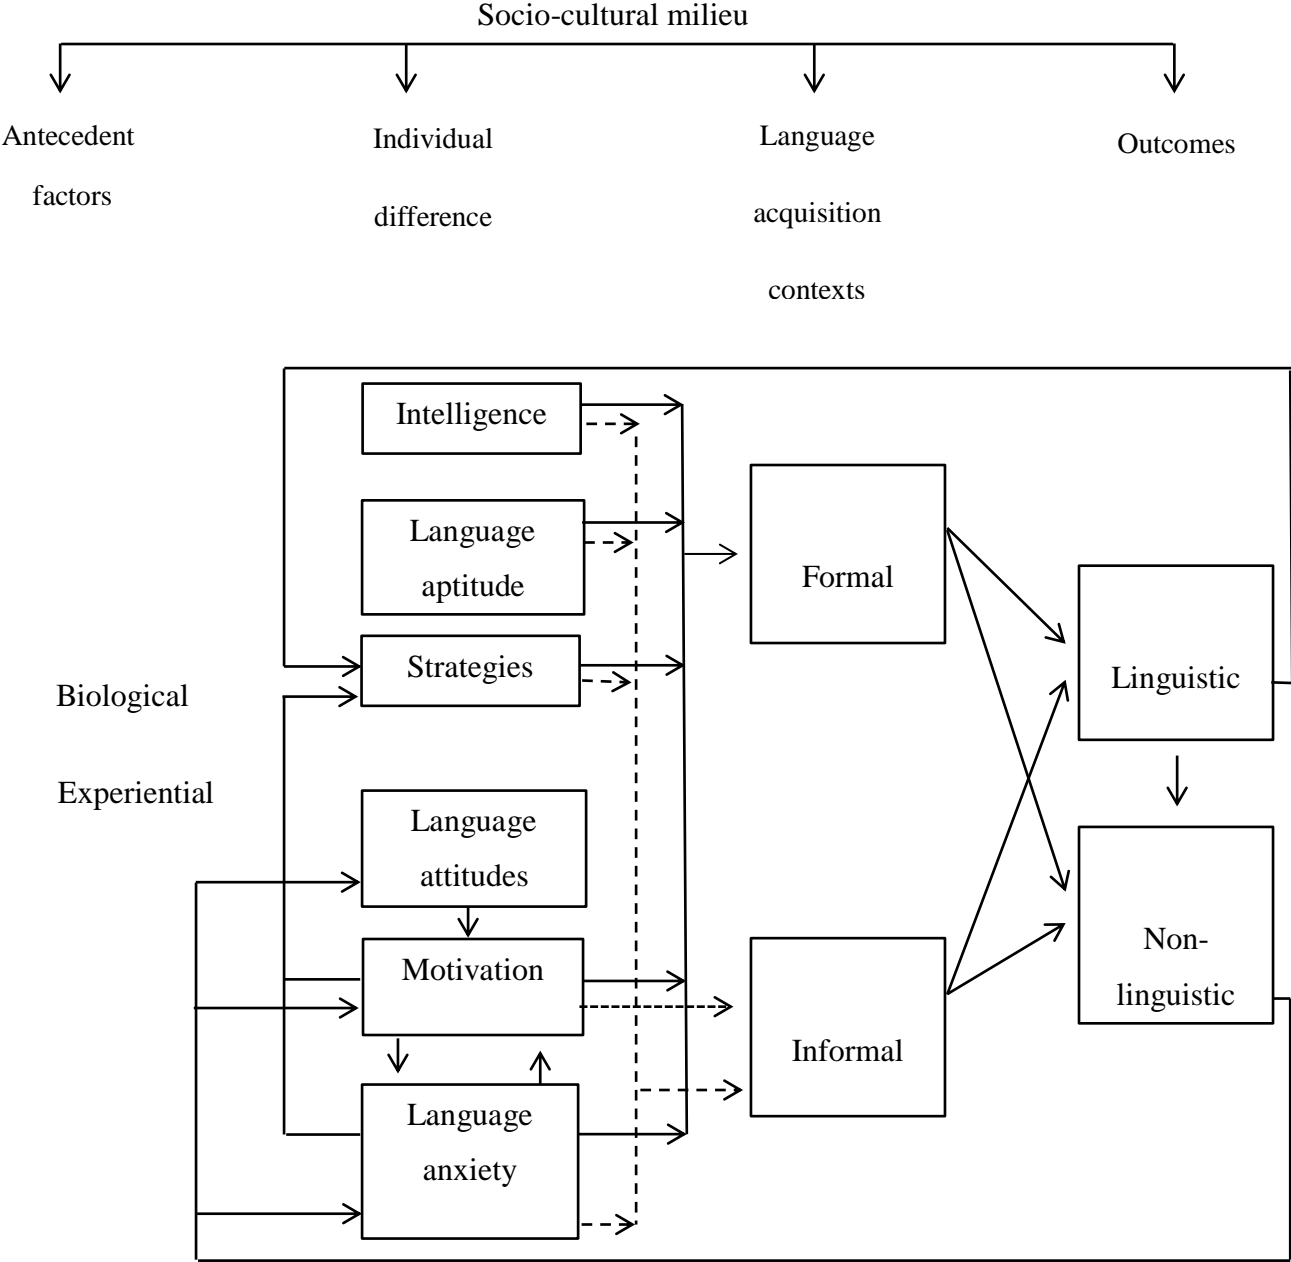 Socio-cultural milieu
Antecedent
factors
Individual
difference
Language
acquisition
contexts
Outcomes
Intelligence
Language
aptitude
Strategies
Biological
Experiential
Language
attitudes
Motivation
Language
anxiety
Formal
Informal
Linguistic
Non-
linguistic